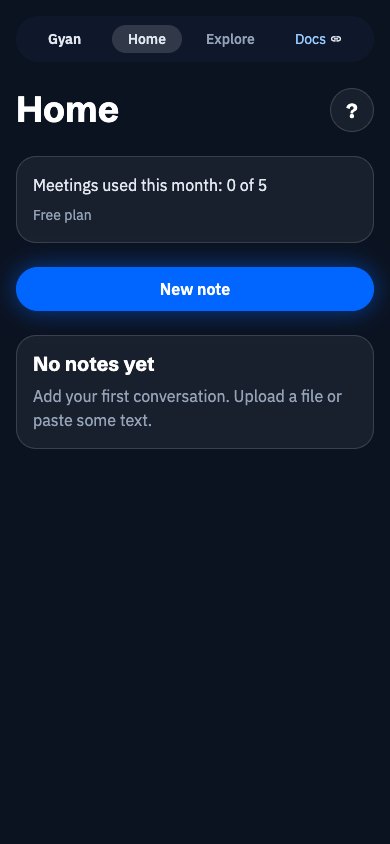 Gyan Home Explore Docs
Home
?
Meetings used this month: 0 of 5
Free plan
New note
No notes yet
Add your first conversation. Upload a file or
paste some text.